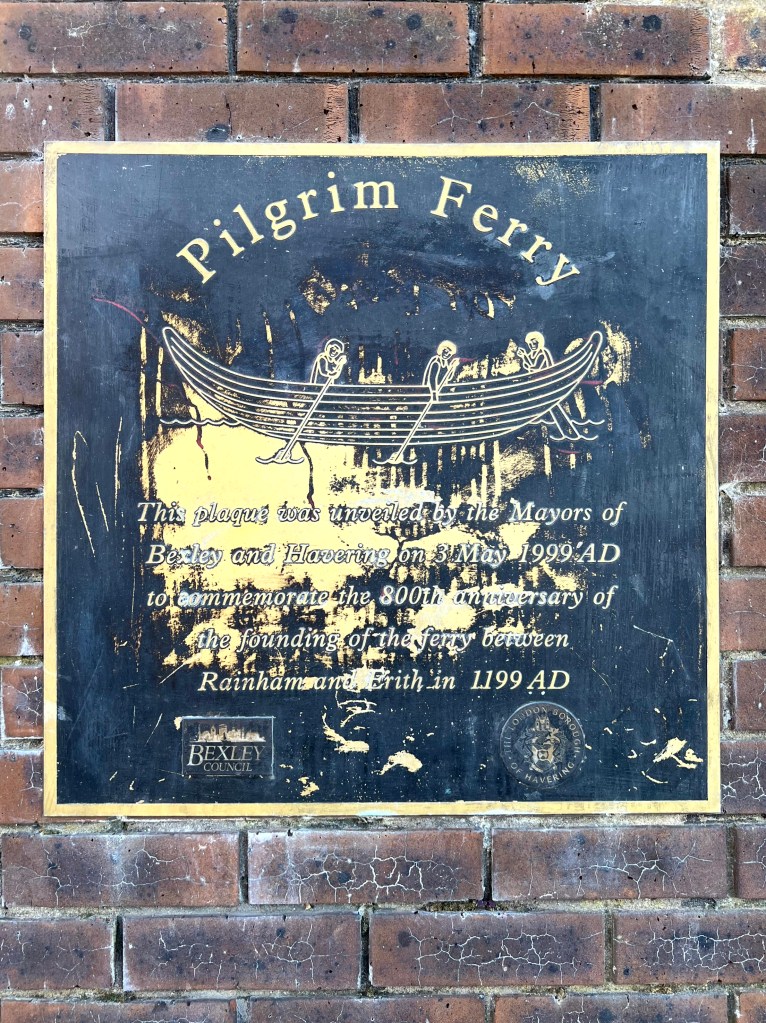 Pilgrim Ferry
This plaque was unveiled by the Mayors of
Bexley and Havering on 3 May 1999 AD
to commemorate the 800th anniversary of
the founding of the ferry between
Rainham and Erith in 1199 AD
BEXLEY
COUNCIL
THE LONDON BOROUGH
OF HAVERING